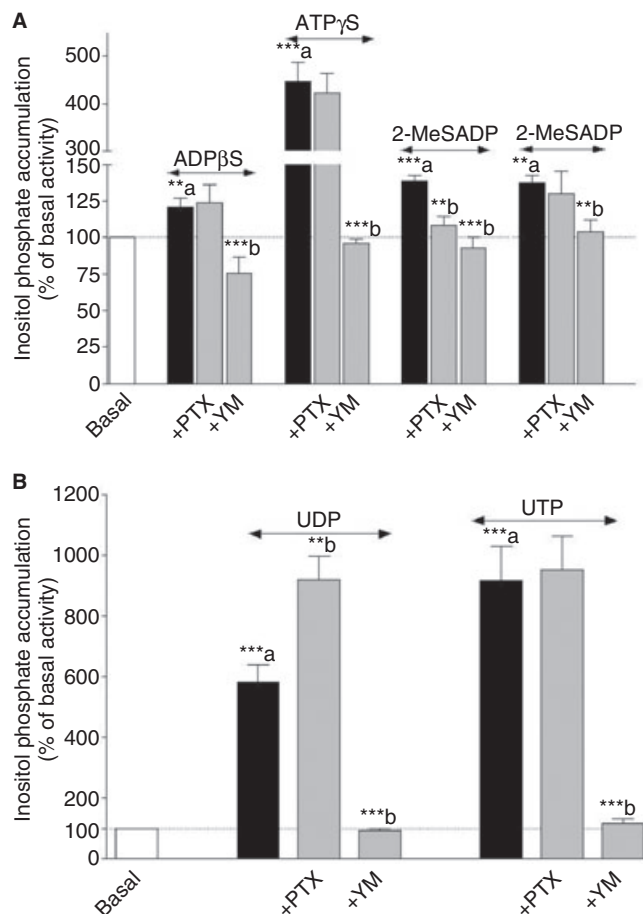 A
Inositol phosphate accumulation
(% of basal activity)
500
400
300
150
125
100
75
50
25
0
ADPβS
**a
***b
ATPγS
***a
***b
2-MeSADP
***a
**b
***b
2-MeSADP
**a
**b
Basal
+PTX
+YM
+PTX
+YM
+PTX
+YM
+PTX
+YM
B
Inositol phosphate accumulation
(% of basal activity)
1200
1000
800
600
400
200
100
0
UDP
***a
**b
***b
UTP
***a
***b
Basal
+PTX
+YM
+PTX
+YM